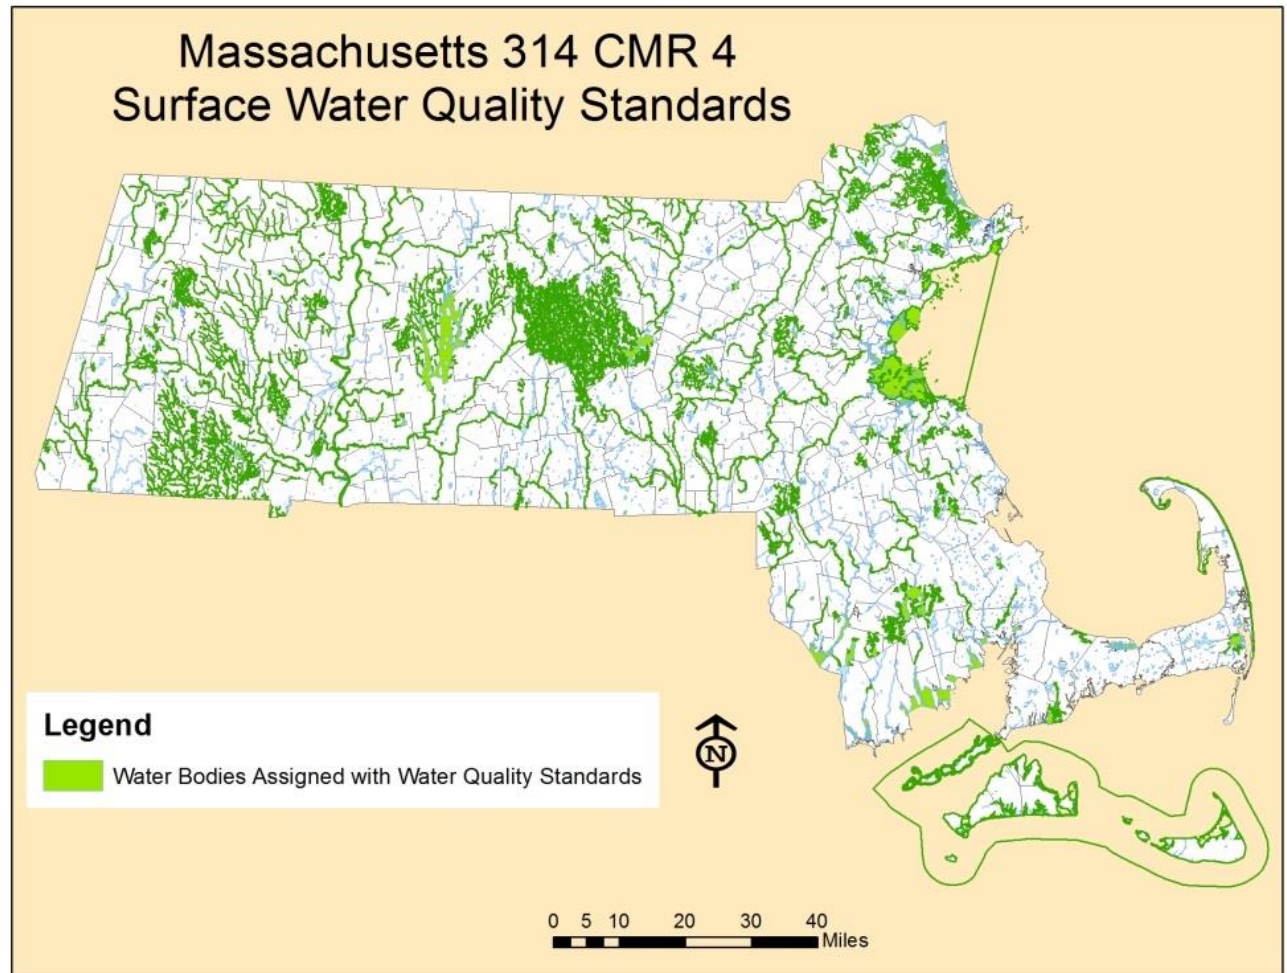 Massachusetts 314 CMR 4
Surface Water Quality Standards
Legend
Water Bodies Assigned with Water Quality Standards
N
0 5 10 20 30 40
Miles